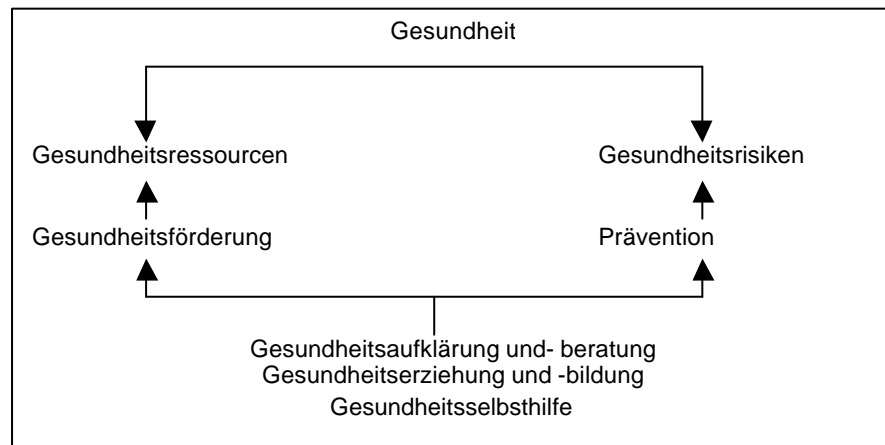 Gesundheit
Gesundheitsressourcen Gesundheitsrisiken
Gesundheitsförderung Prävention
Gesundheitsaufklärung und- beratung
Gesundheitserziehung und -bildung
Gesundheitsselbsthilfe